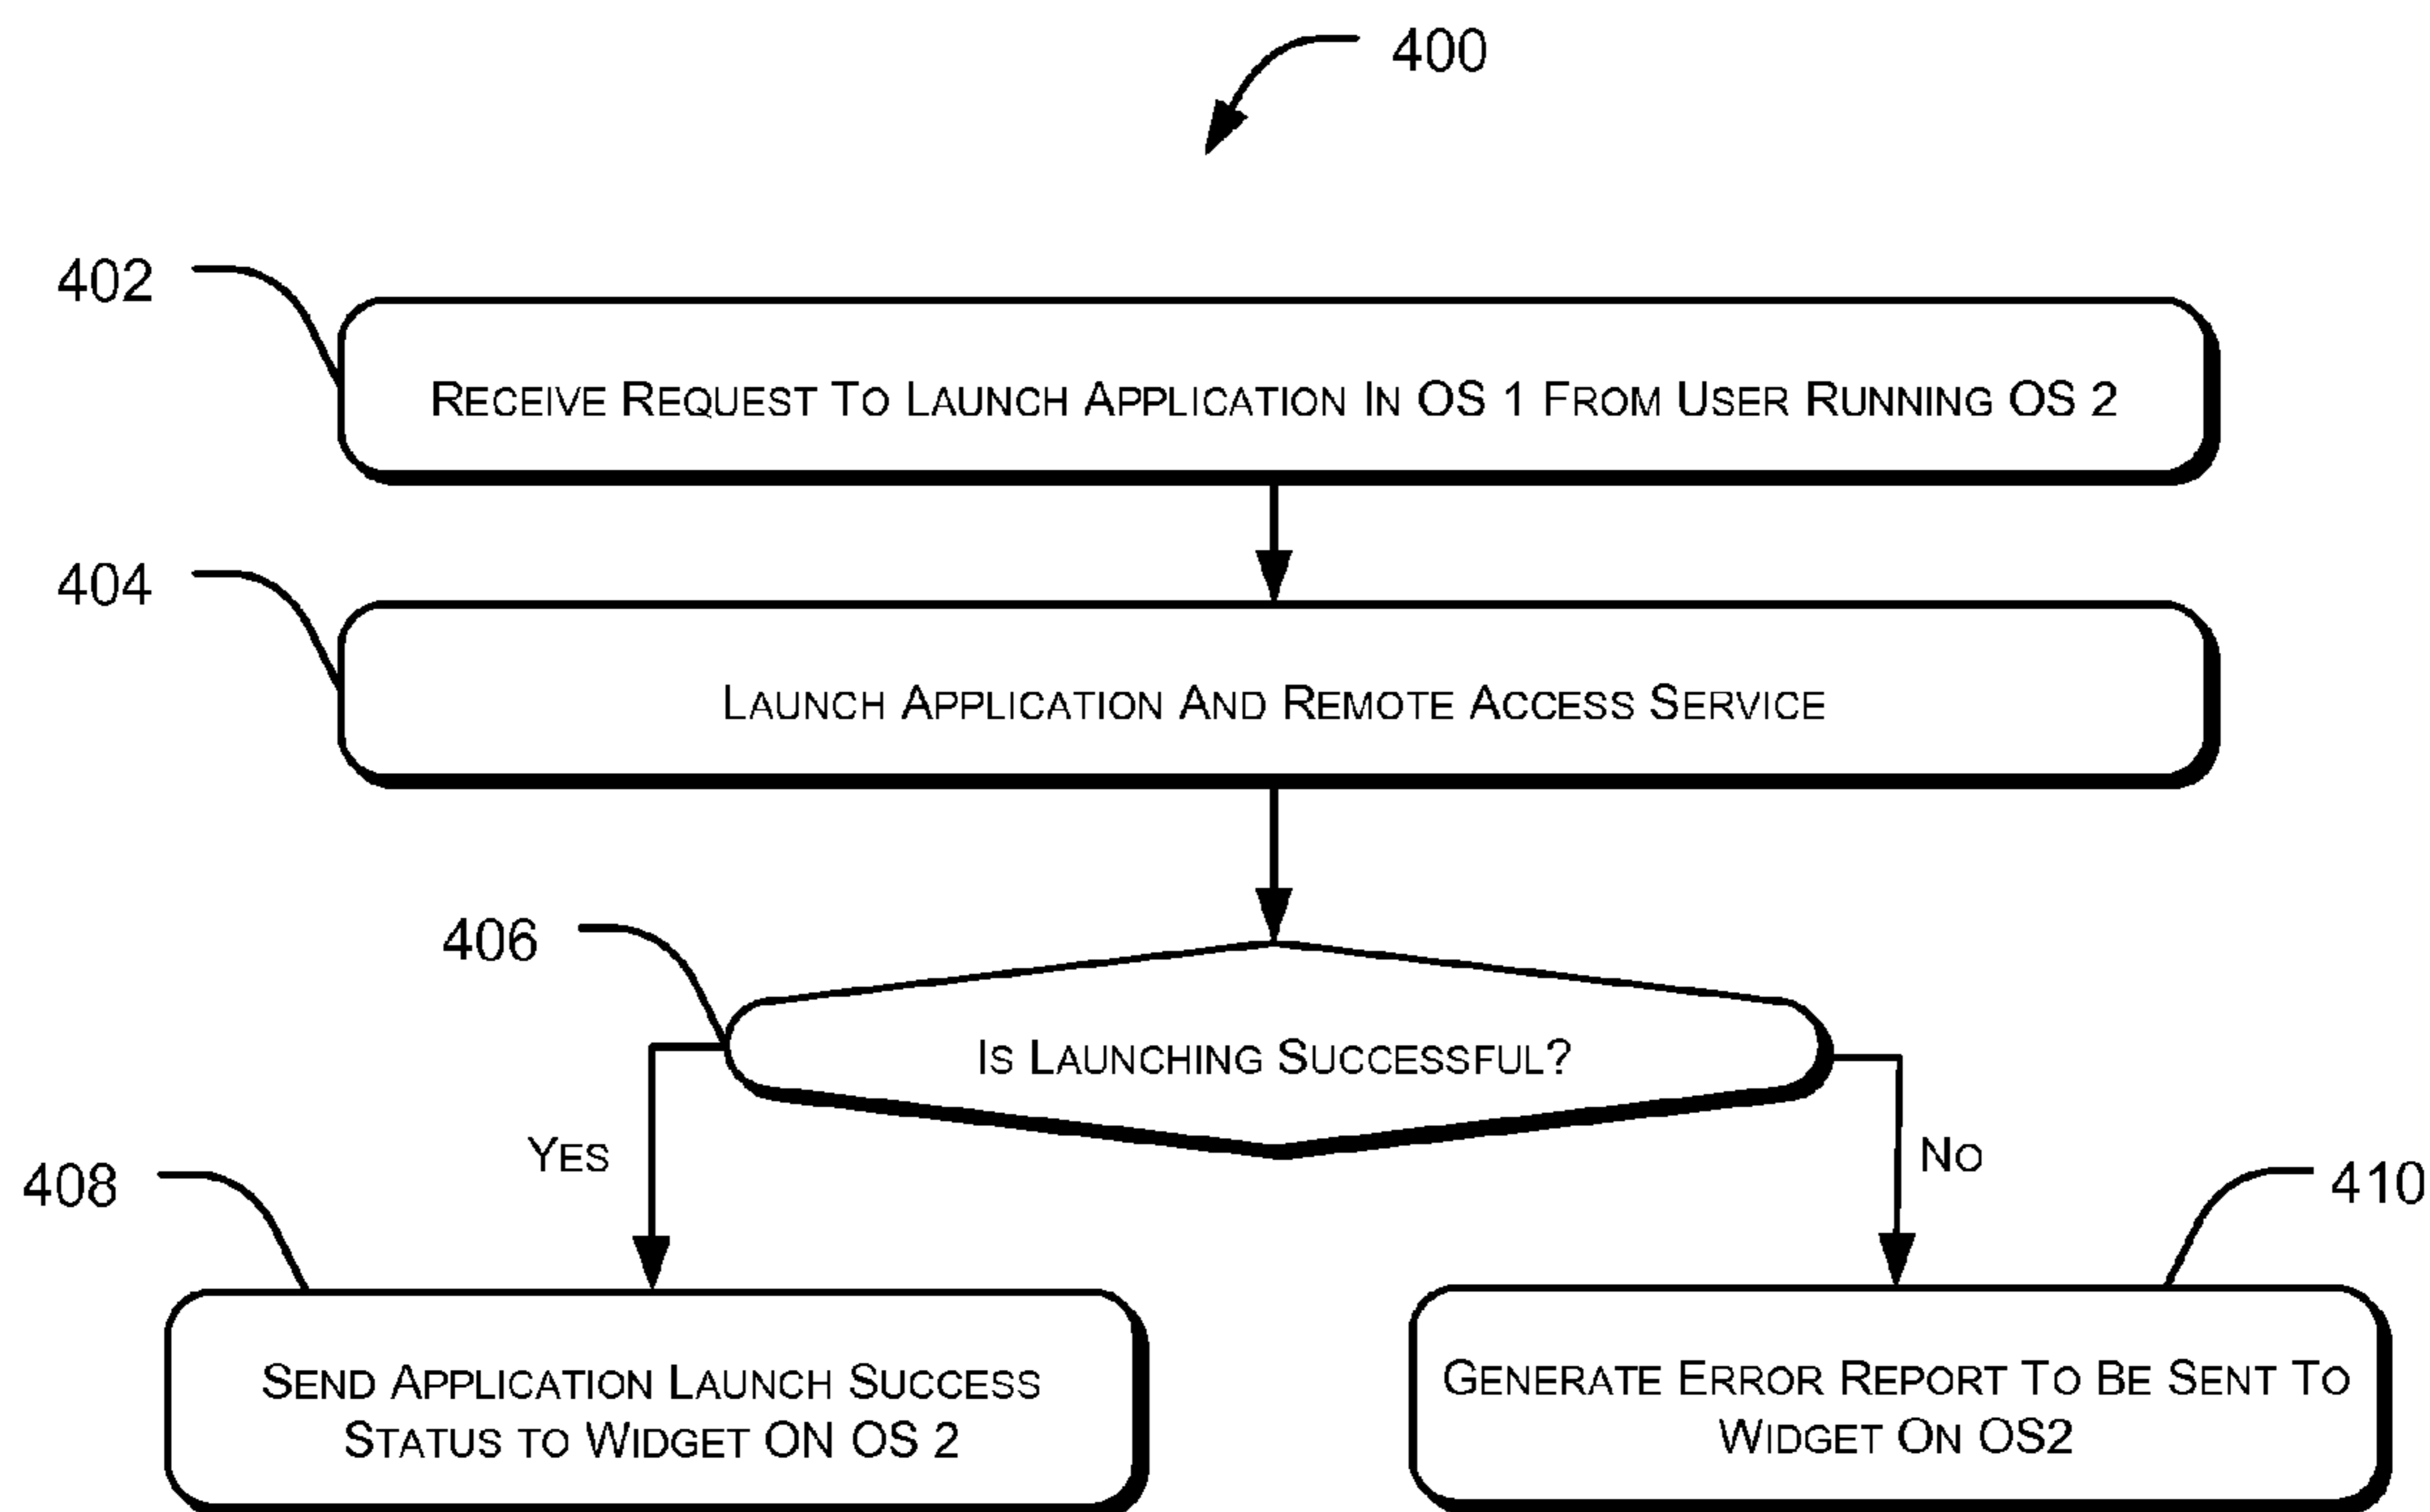 400
402
RECEIVE REQUEST TO LAUNCH APPLICATION IN OS 1 FROM USER RUNNING OS 2
404
LAUNCH APPLICATION AND REMOTE ACCESS SERVICE
406
IS LAUNCHING SUCCESSFUL?
YES
NO
408
410
SEND APPLICATION LAUNCH SUCCESS
STATUS TO WIDGET ON OS 2
GENERATE ERROR REPORT TO BE SENT TO
WIDGET ON OS2